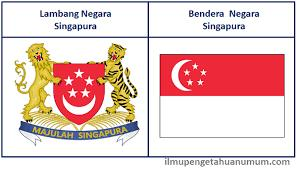 Lambang Negara
Singapura
Bendera Negara
Singapura
MAJULAH SINGAPURA
ilmupengetahuanumum.com